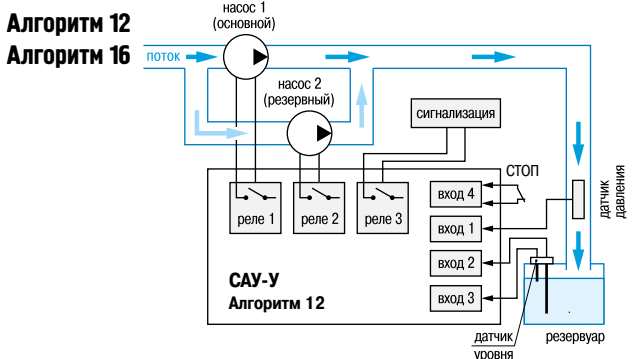 Алгоритм 12
Алгоритм 16
насос 1
(основной)
поток
насос 2
(резервный)
сигнализация
СТОП
реле 1
реле 2
реле 3
вход 4
вход 1
вход 2
вход 3
датчик
давления
САУ-У
Алгоритм 12
датчик
уровня
резервуар